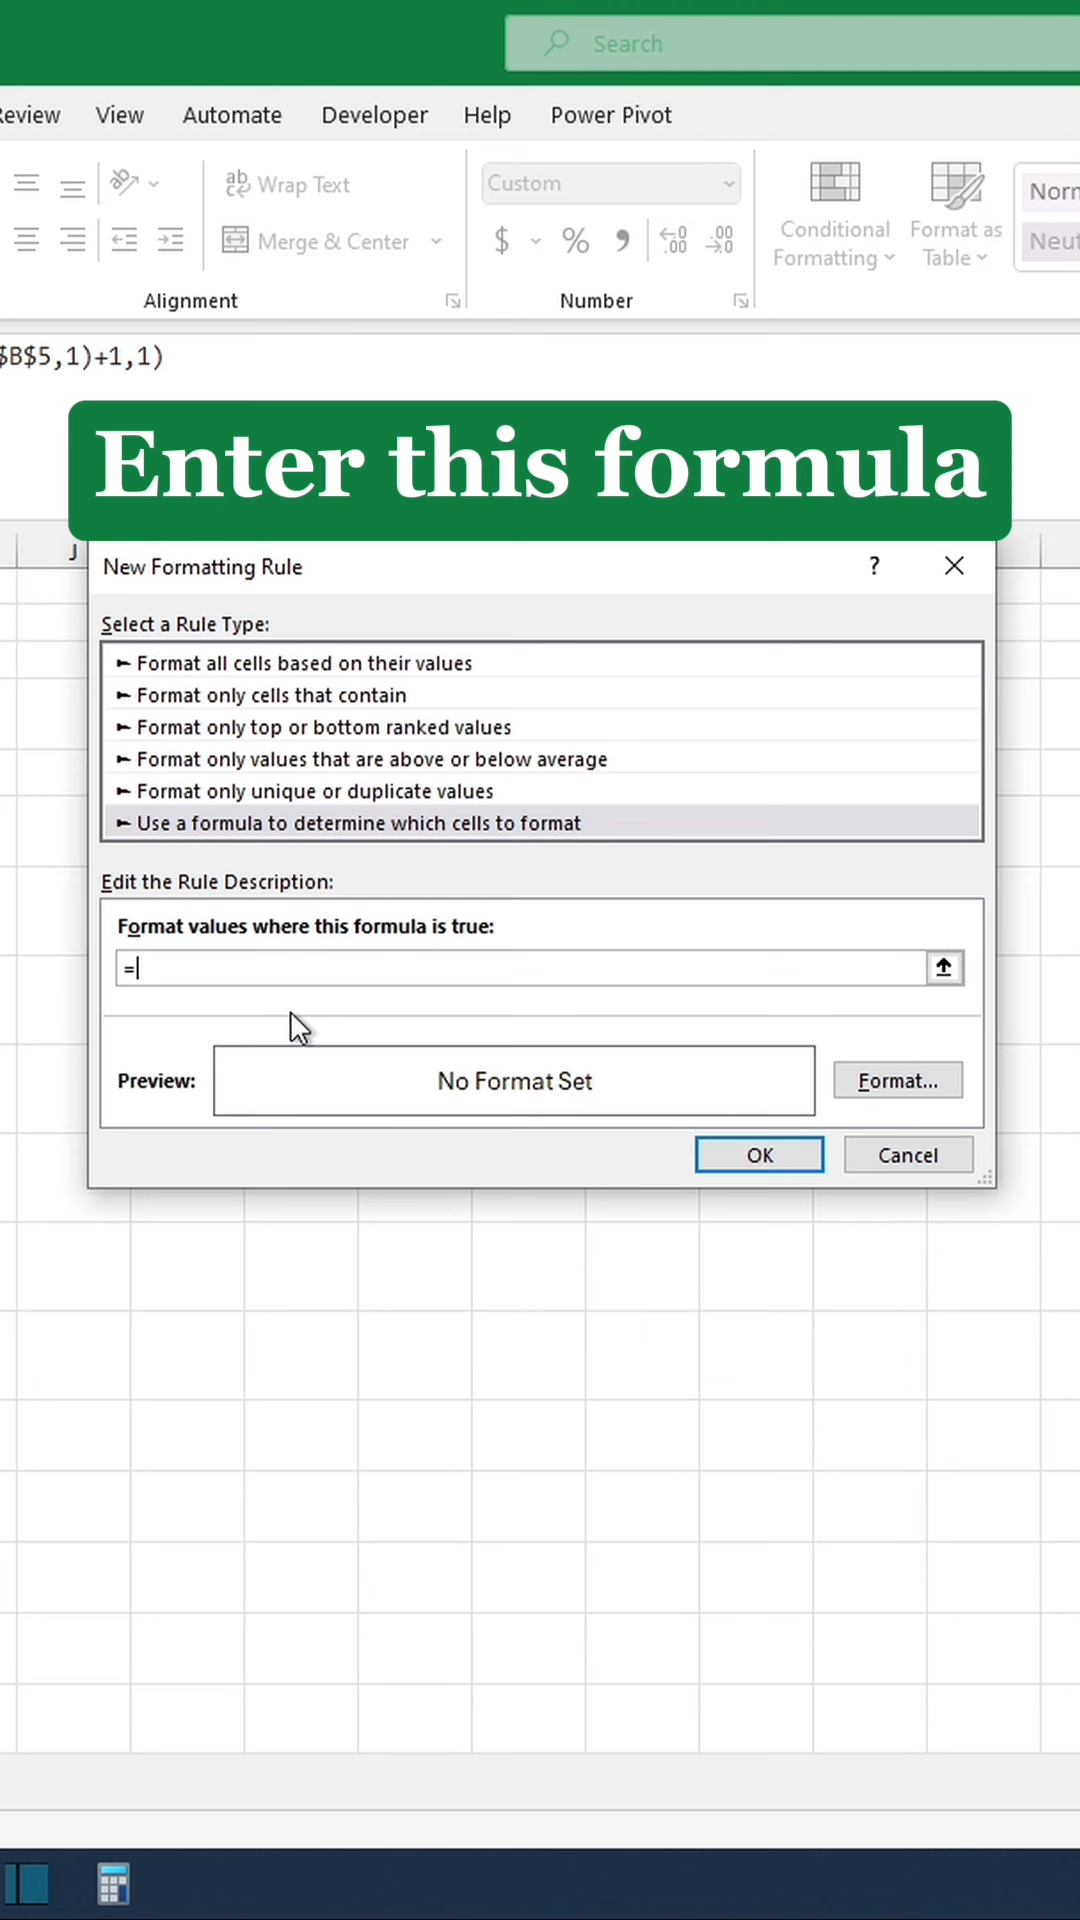 Search
Review View Automate Developer Help Power Pivot
Wrap Text
Custom
Merge & Center
$ % 9
Conditional
Formatting
Format as
Table
Alignment
Number
$B$5,1)+1,1)
Enter this formula
J
New Formatting Rule
?
Select a Rule Type:
► Format all cells based on their values
► Format only cells that contain
► Format only top or bottom ranked values
► Format only values that are above or below average
► Format only unique or duplicate values
► Use a formula to determine which cells to format
Edit the Rule Description:
Format values where this formula is true:
=
Preview:
No Format Set
Format...
OK
Cancel